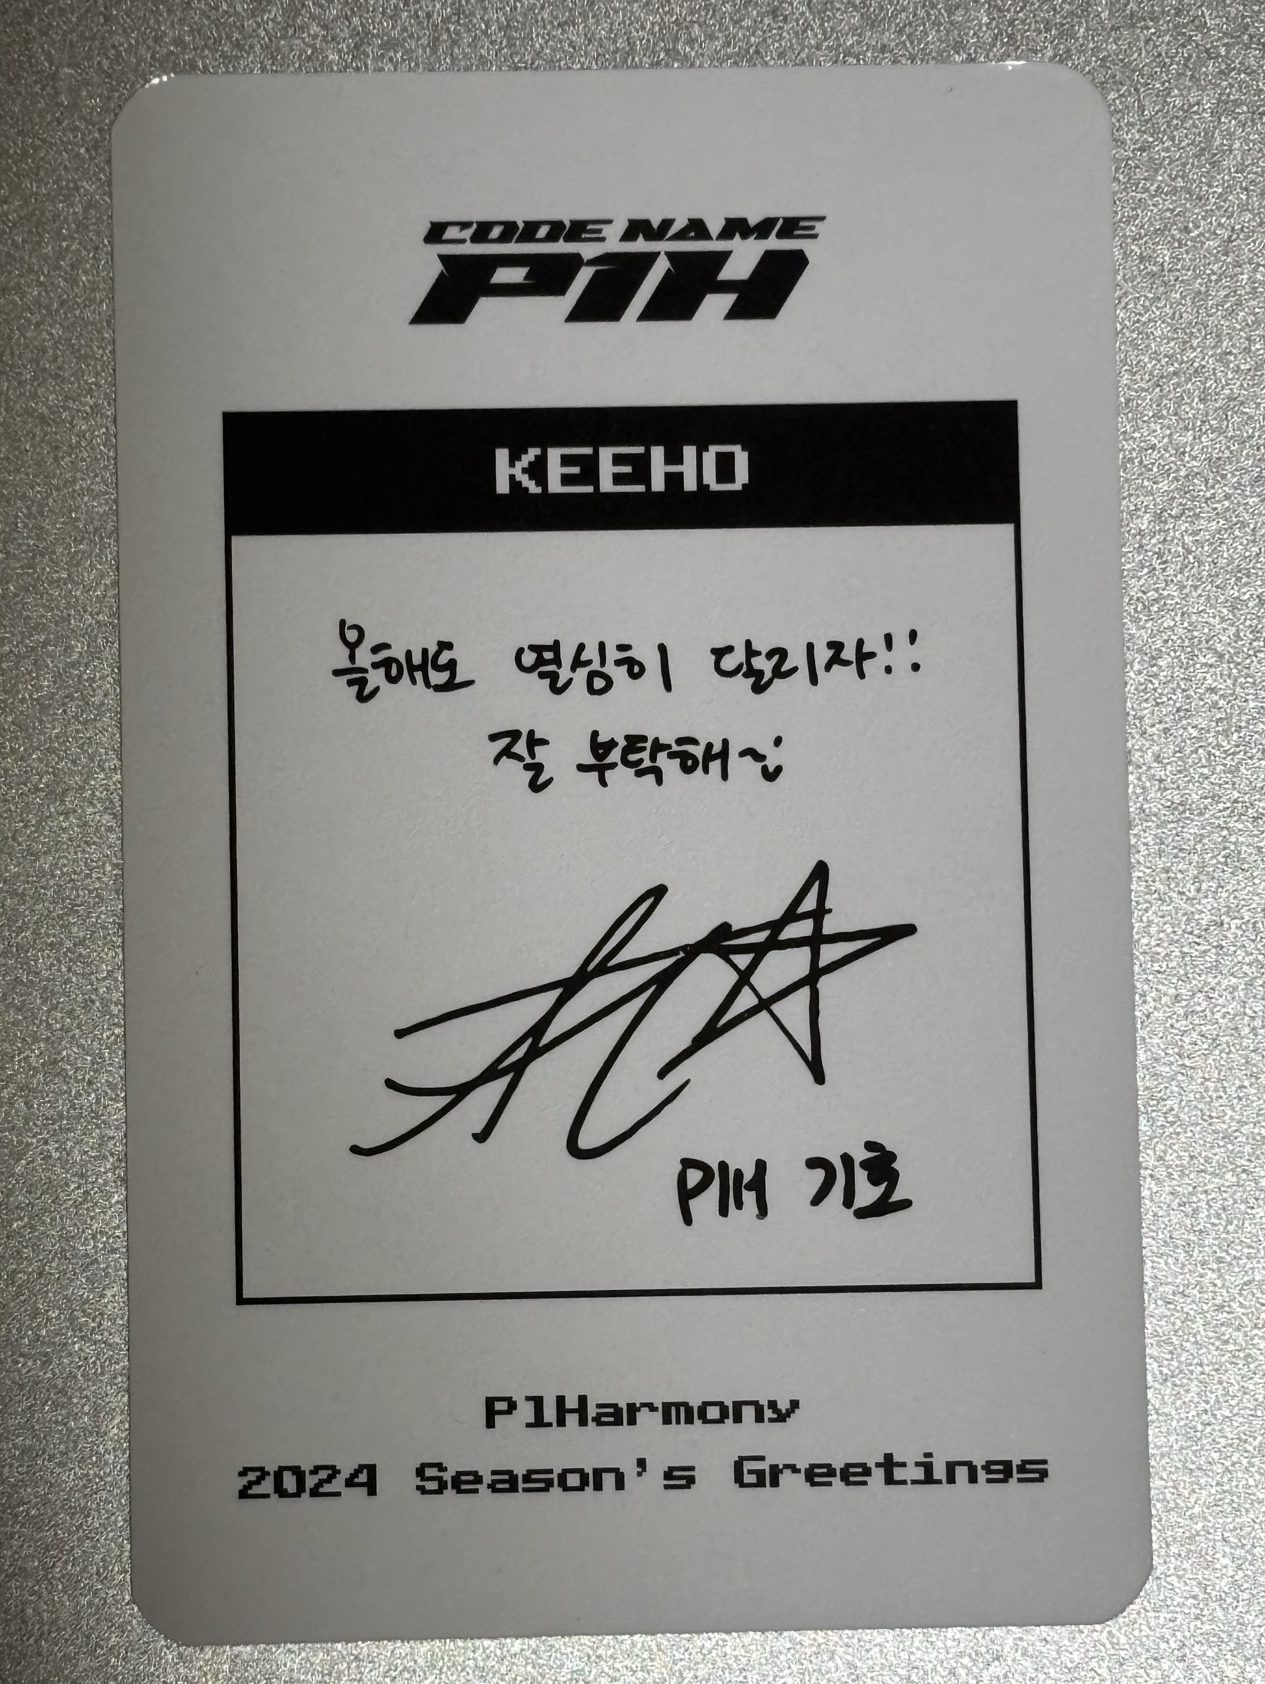 CODE NAME
P1H
KEEHO
올해도 열심히 달리자!!
잘 부탁해~:)
P1H 기호
P1Harmony
2024 Season's Greetings